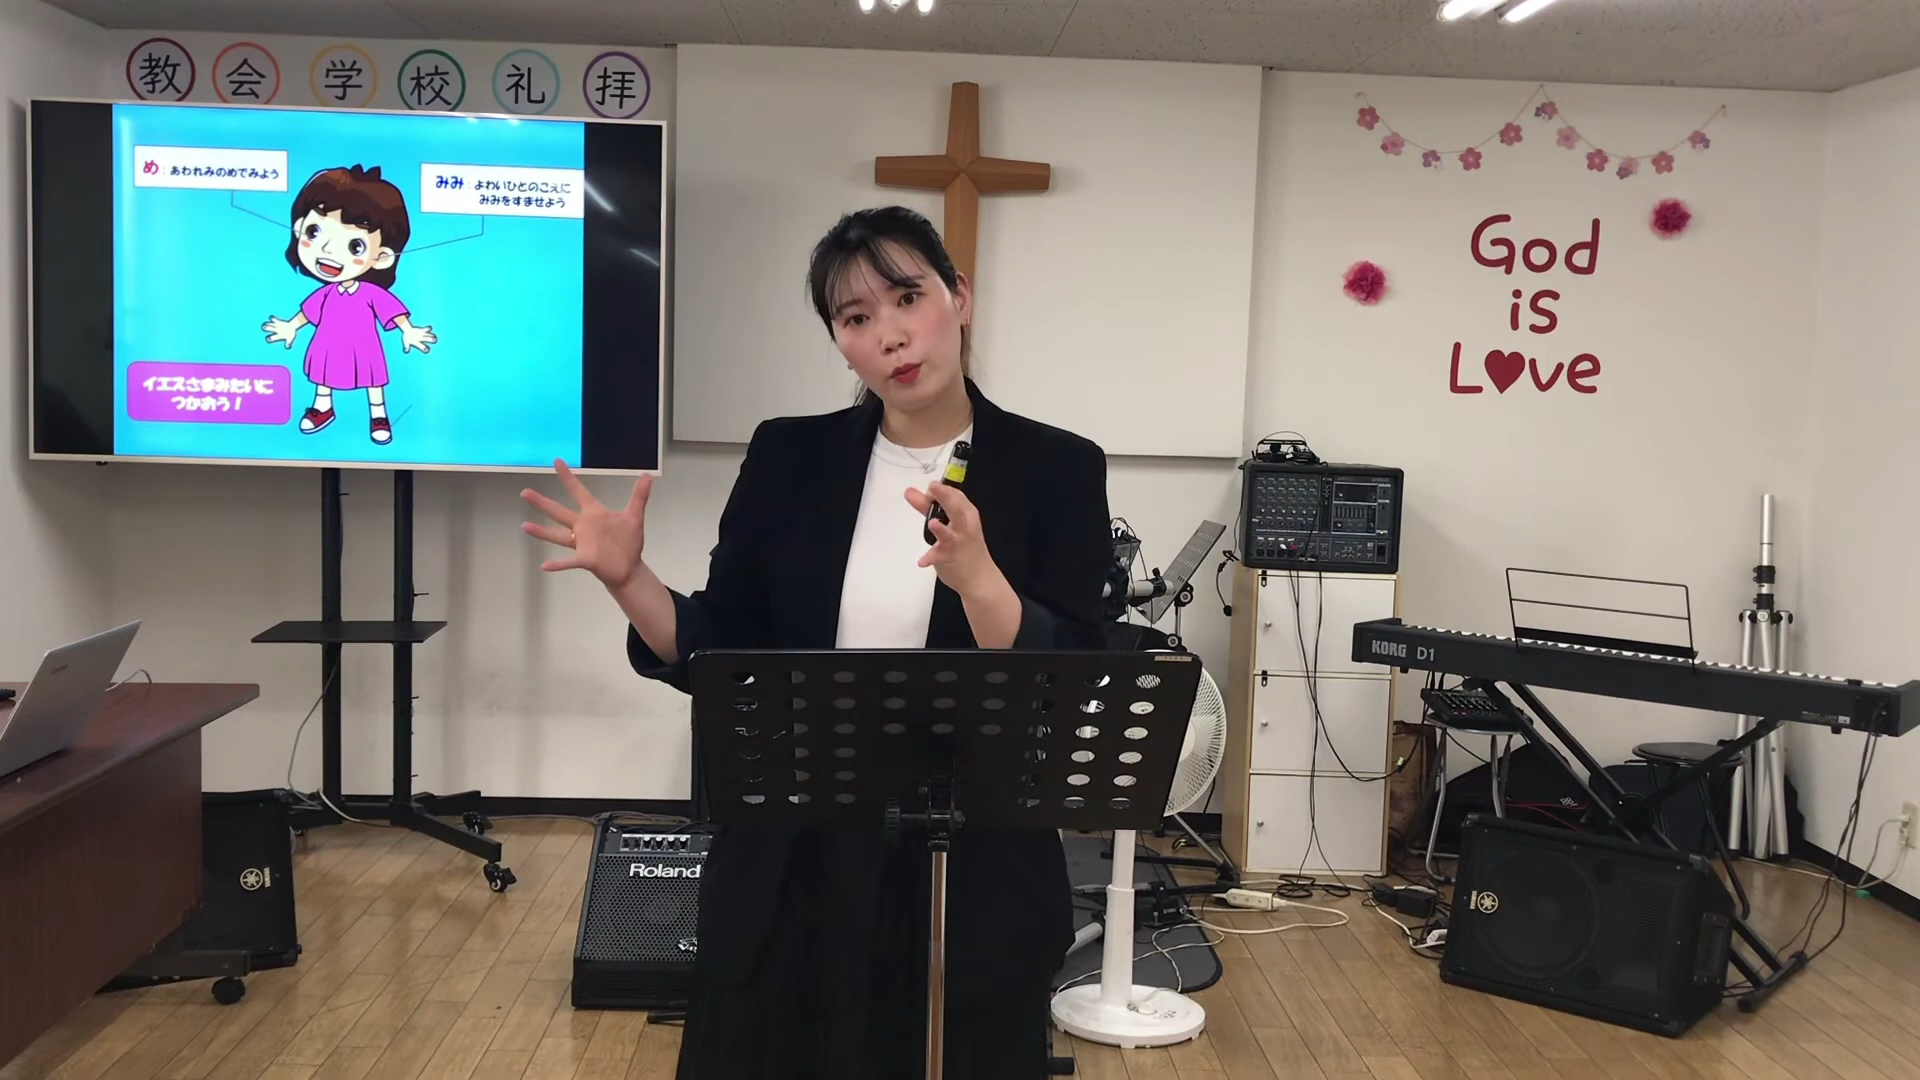 教会学校礼拝
め：あわれみのめでみよう
みみ：よわいひとのこえに
みみをすませよう
イエスさまみたいに
つかおう！
God
is
Love
KORG D1
Roland